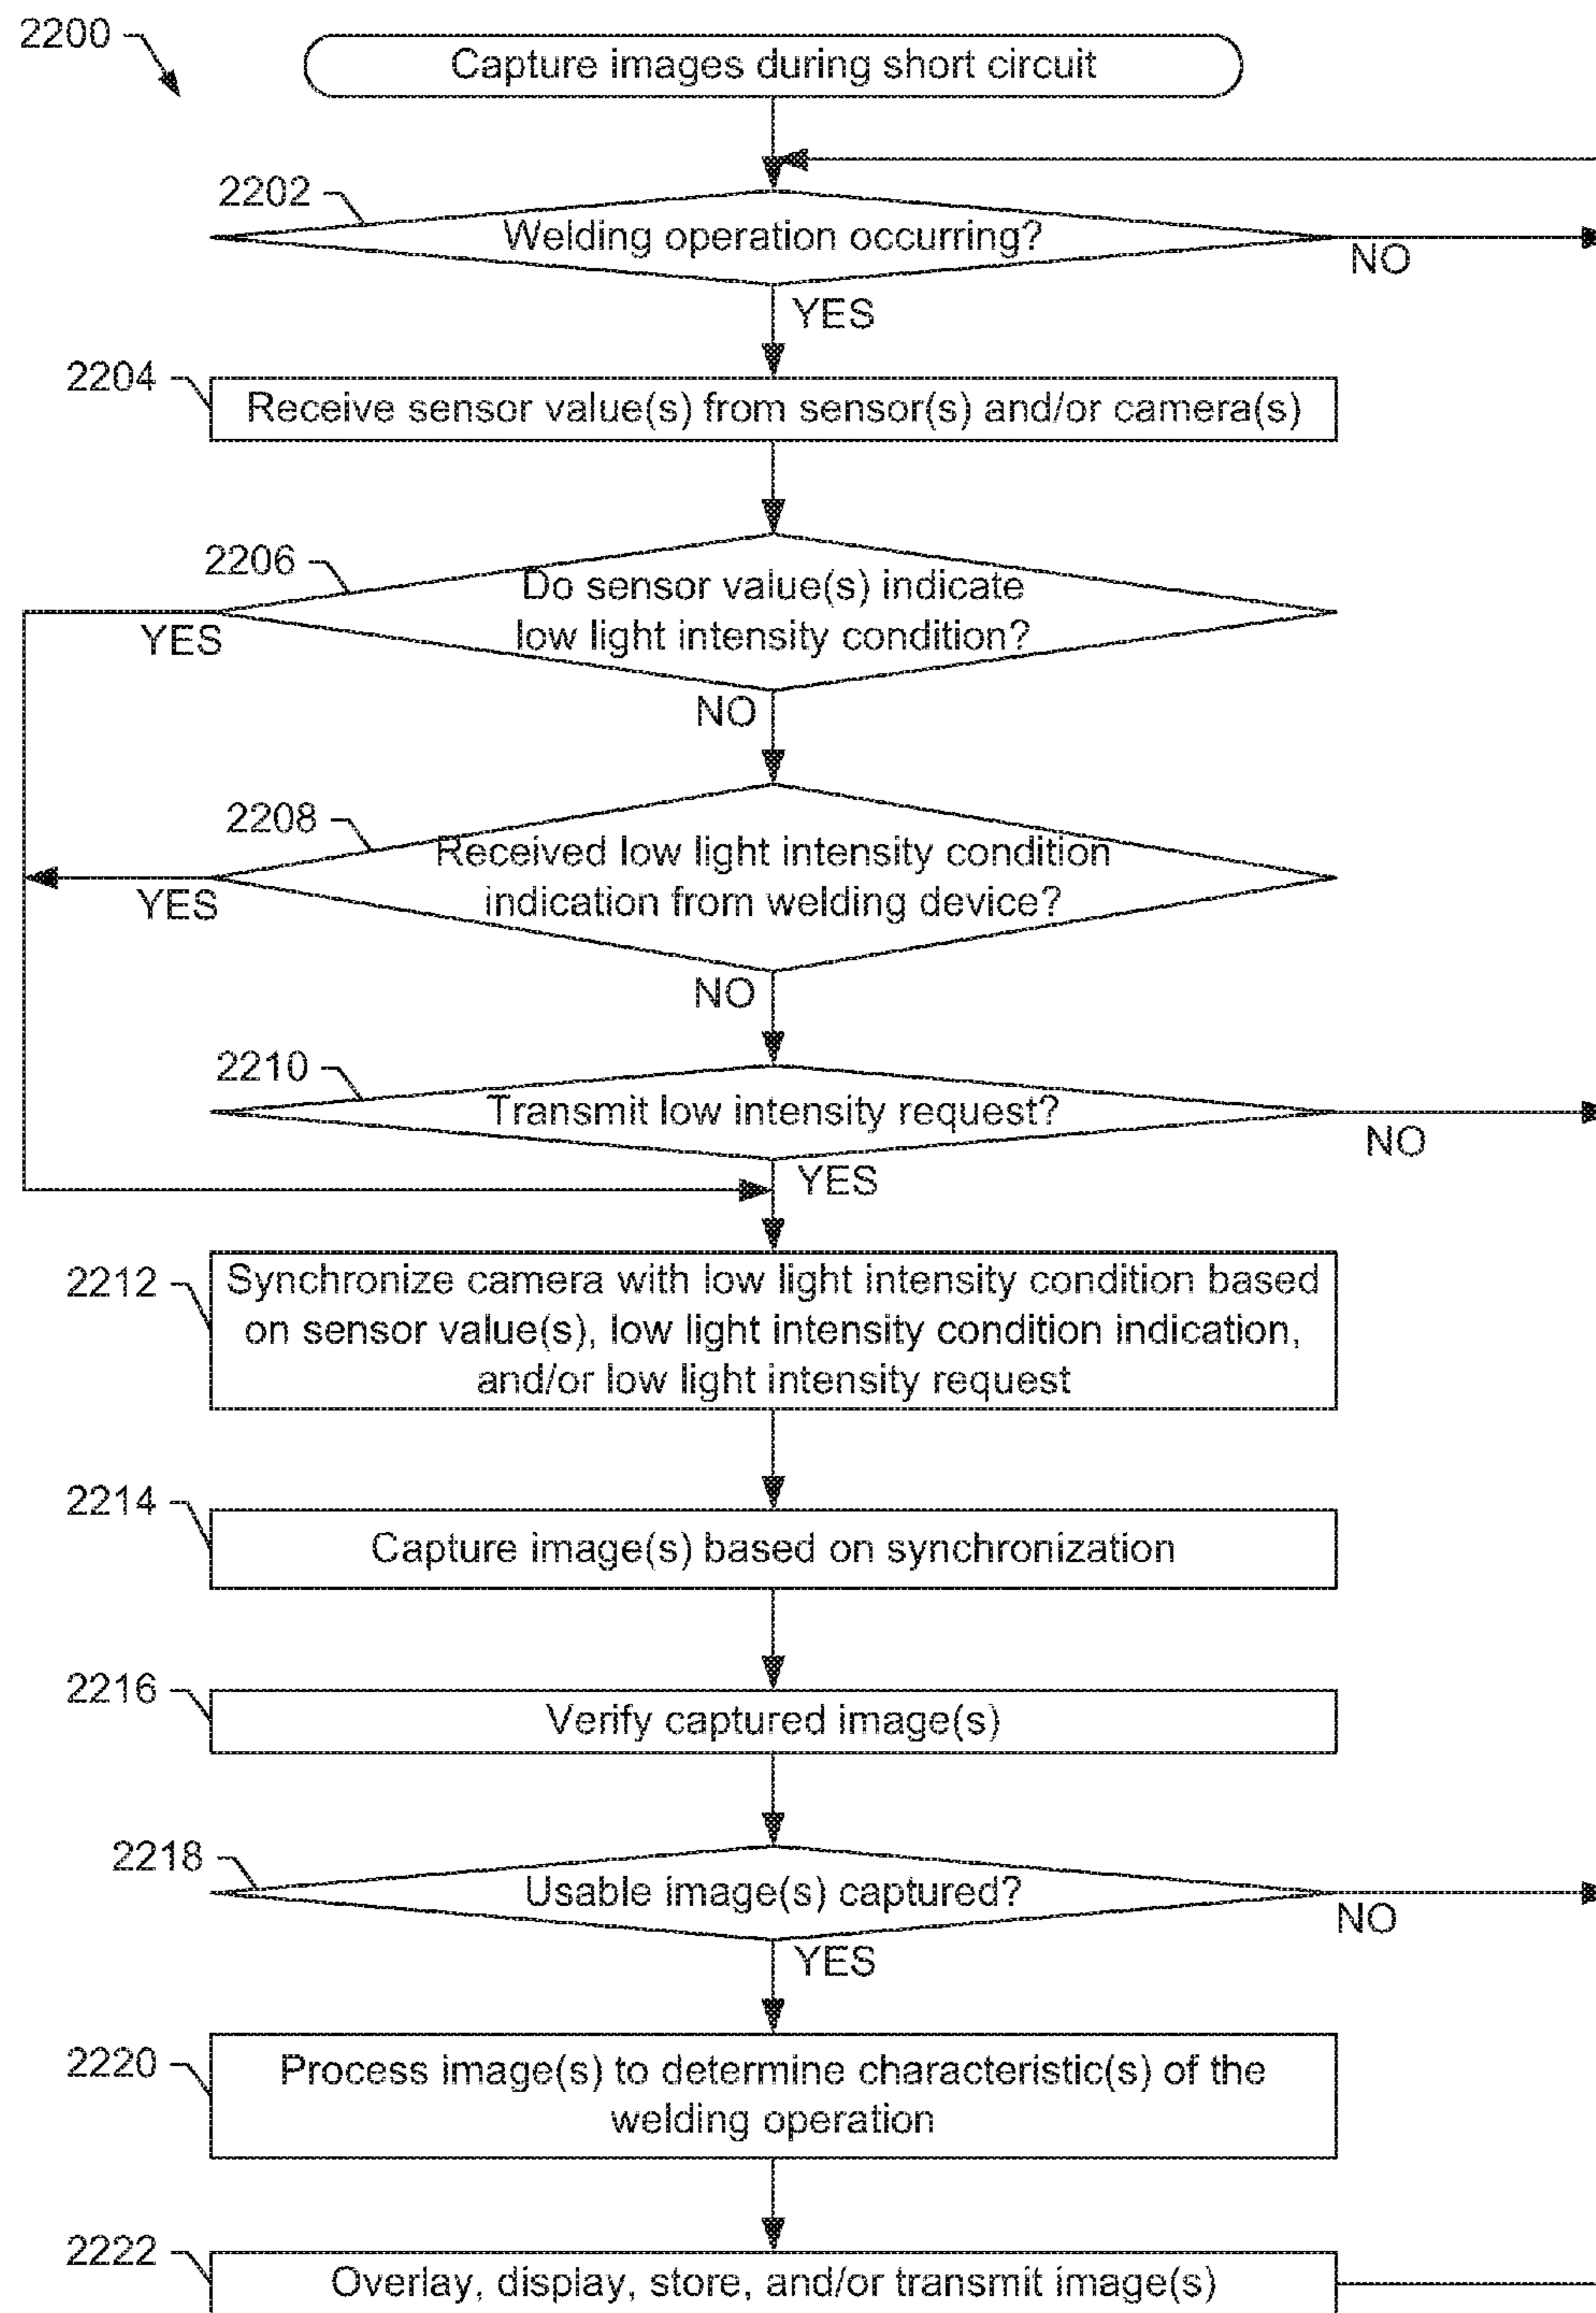 2200
Capture images during short circuit
2202
Welding operation occurring?
NO
YES
2204
Receive sensor value(s) from sensor(s) and/or camera(s)
2206
Do sensor value(s) indicate
low light intensity condition?
YES
NO
2208
Received low light intensity condition
indication from welding device?
YES
NO
2210
Transmit low intensity request?
NO
YES
2212
Synchronize camera with low light intensity condition based
on sensor value(s), low light intensity condition indication,
and/or low light intensity request
2214
Capture image(s) based on synchronization
2216
Verify captured image(s)
2218
Usable image(s) captured?
NO
YES
2220
Process image(s) to determine characteristic(s) of the
welding operation
2222
Overlay, display, store, and/or transmit image(s)